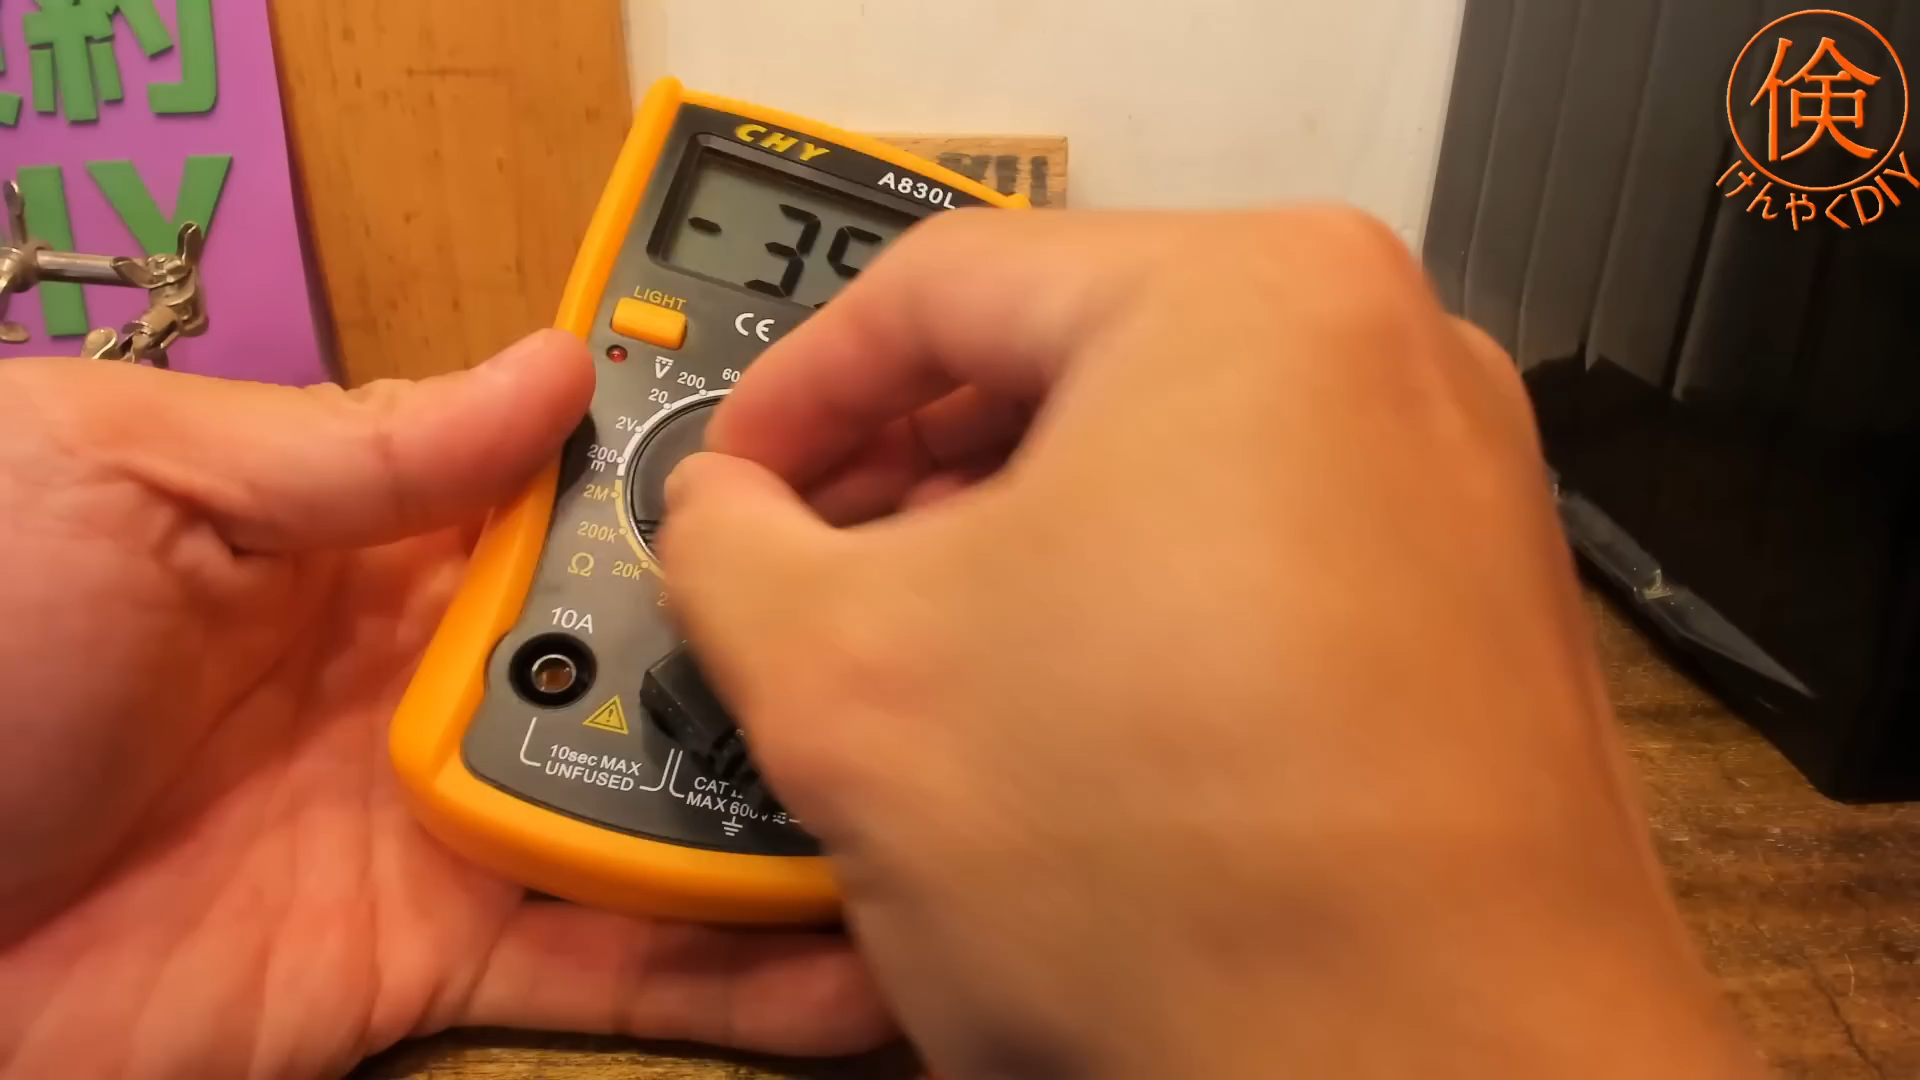 約
IY
CHY
A830L
- 3
LIGHT
CE
V
200
20
2V
200
m
2M
200k
Ω
20k
10A
10sec MAX
UNFUSED
CAT
MAX 600V
倹
けんやくDIY